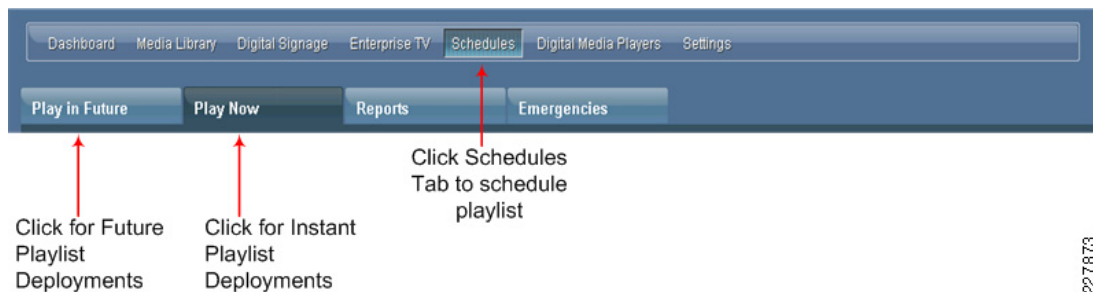 Dashboard Media Library Digital Signage Enterprise TV Schedules Digital Media Players Settings
Play in Future Play Now Reports Emergencies
Click Schedules
Tab to schedule
playlist
Click for Future
Playlist
Deployments
Click for Instant
Playlist
Deployments
227873